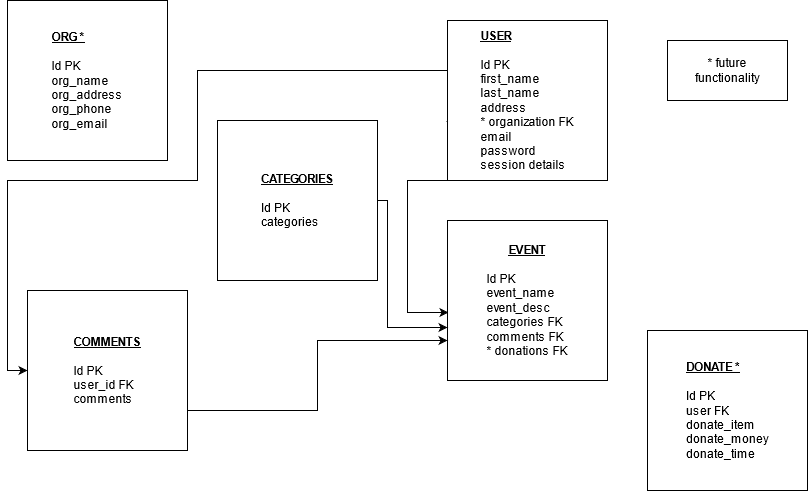 ORG *
Id PK
org_name
org_address
org_phone
org_email
USER
Id PK
first_name
last_name
address
* organization FK
email
password
session details
* future
functionality
CATEGORIES
Id PK
categories
EVENT
Id PK
event_name
event_desc
categories FK
comments FK
* donations FK
COMMENTS
Id PK
user_id FK
comments
DONATE *
Id PK
user FK
donate_item
donate_money
donate_time